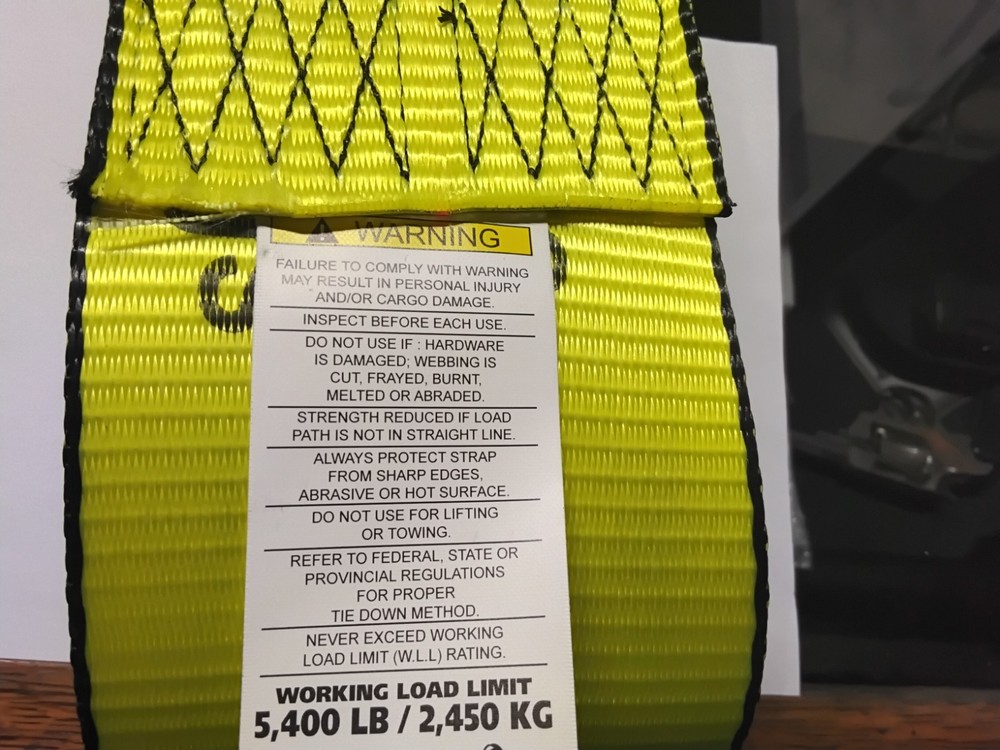 WARNING
FAILURE TO COMPLY WITH WARNING
MAY RESULT IN PERSONAL INJURY
AND/OR CARGO DAMAGE.
INSPECT BEFORE EACH USE.
DO NOT USE IF : HARDWARE
IS DAMAGED; WEBBING IS
CUT, FRAYED, BURNT,
MELTED OR ABRADED.
STRENGTH REDUCED IF LOAD
PATH IS NOT IN STRAIGHT LINE.
ALWAYS PROTECT STRAP
FROM SHARP EDGES,
ABRASIVE OR HOT SURFACE.
DO NOT USE FOR LIFTING
OR TOWING.
REFER TO FEDERAL, STATE OR
PROVINCIAL REGULATIONS
FOR PROPER
TIE DOWN METHOD.
NEVER EXCEED WORKING
LOAD LIMIT (W.L.L) RATING.
WORKING LOAD LIMIT
5,400 LB / 2,450 KG